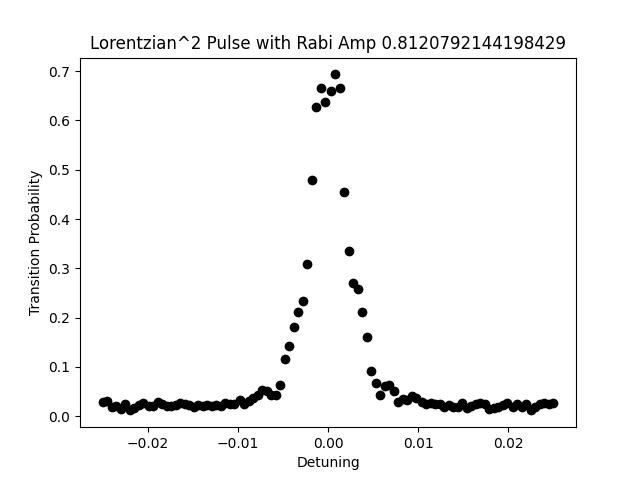 Lorentzian^2 Pulse with Rabi Amp 0.8120792144198429
0.7
0.6
0.5
0.4
0.3
0.2
0.1
0.0
Transition Probability
−0.02 −0.01 0.00 0.01 0.02
Detuning